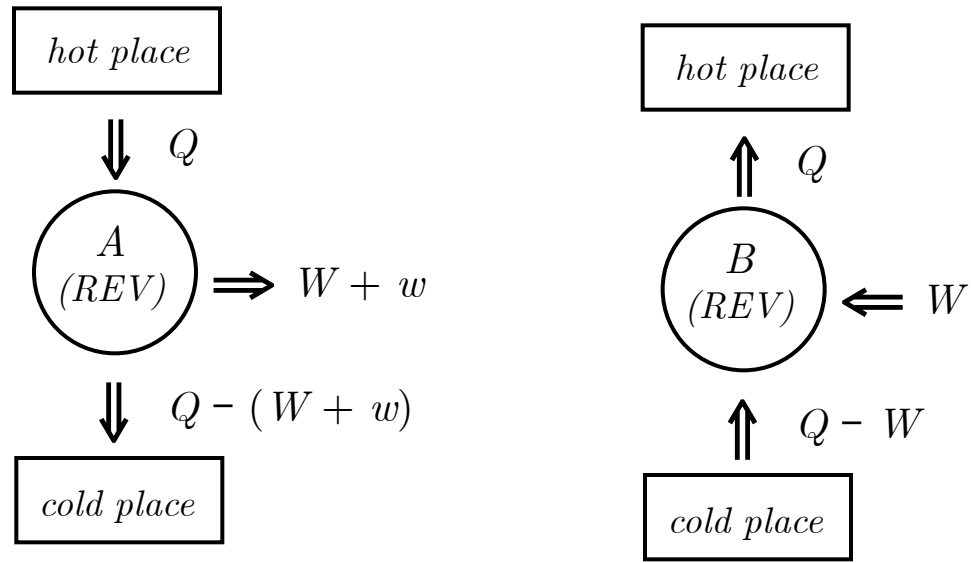 hot place
Q
A
(REV)
W + w
Q - (W + w)
cold place
hot place
Q
B
(REV)
W
Q - W
cold place